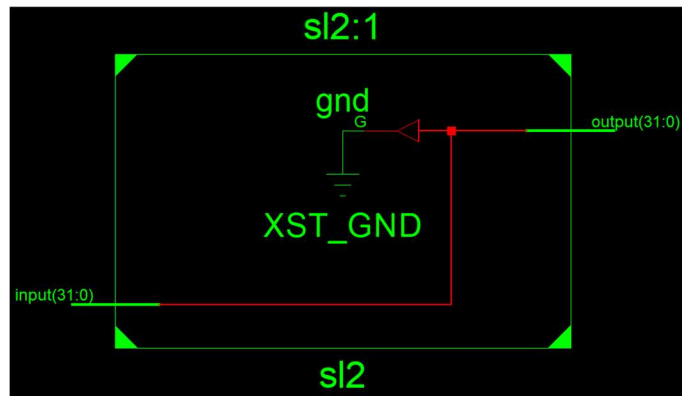 sl2:1
gnd
G
output(31:0)
XST_GND
input(31:0)
sl2